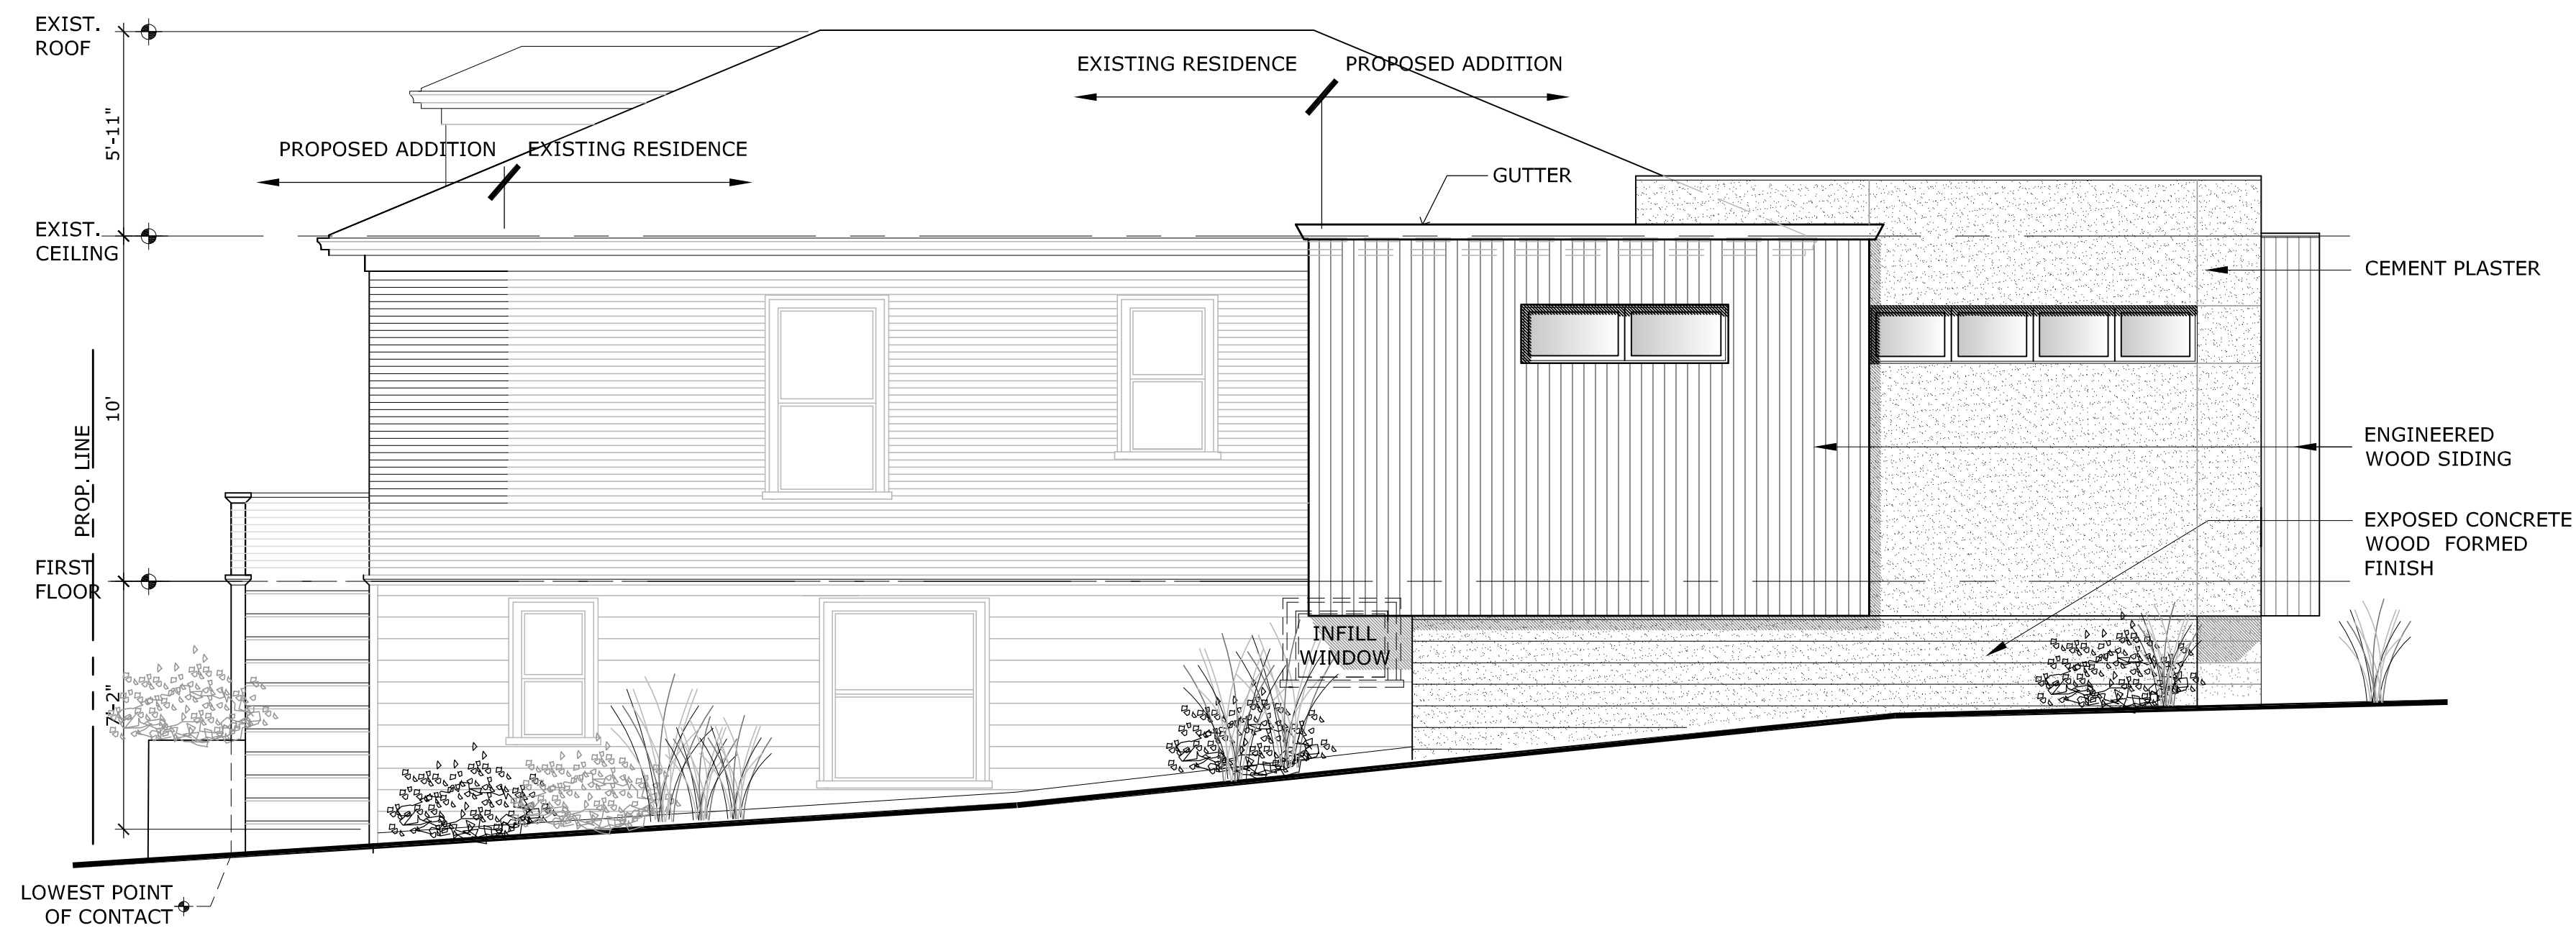 EXIST.
ROOF
EXISTING RESIDENCE
PROPOSED ADDITION
5'-11"
PROPOSED ADDITION
EXISTING RESIDENCE
GUTTER
EXIST.
CEILING
CEMENT PLASTER
10'
PROP. LINE
ENGINEERED
WOOD SIDING
EXPOSED CONCRETE
WOOD FORMED
FINISH
FIRST
FLOOR
INFILL
WINDOW
7'-2"
LOWEST POINT
OF CONTACT